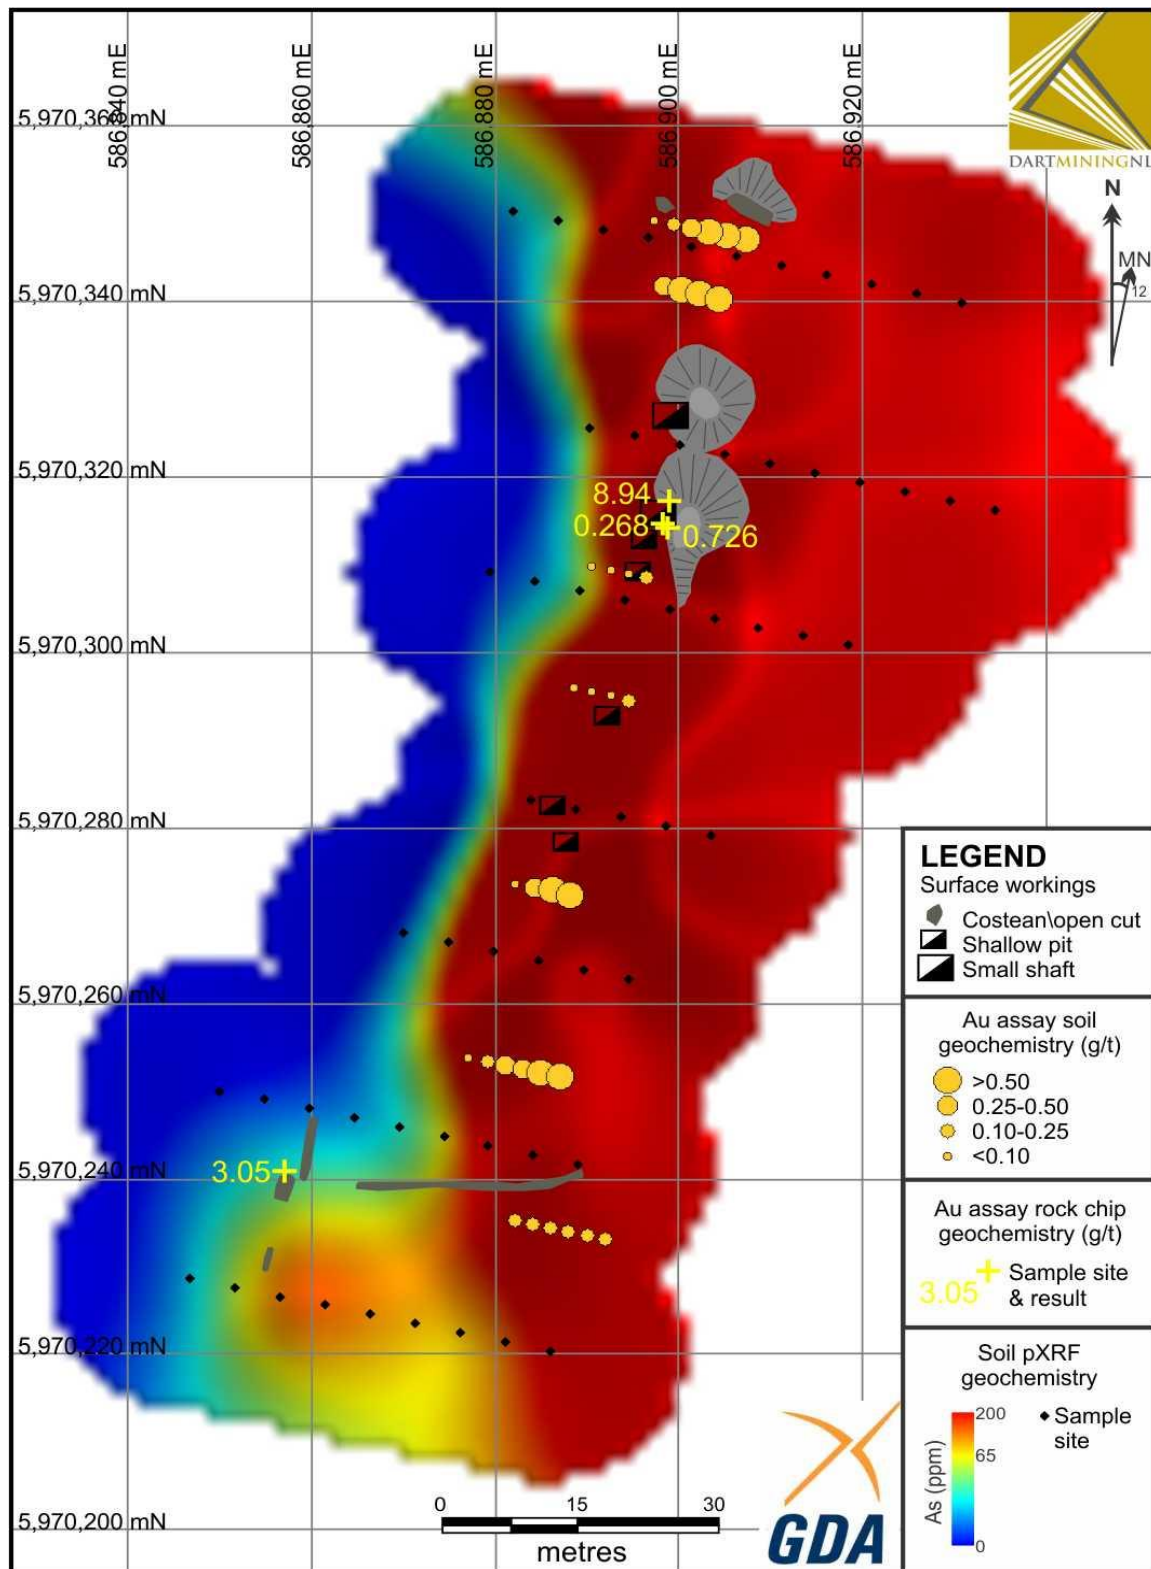 586,840 mE
586,860 mE
586,880 mE
586,900 mE
586,920 mE
DARTMININGNL
N
MN
12
5,970,360 mN
5,970,340 mN
5,970,320 mN
8.94
0.268
0.726
5,970,300 mN
5,970,280 mN
5,970,260 mN
5,970,240 mN
3.05
5,970,220 mN
5,970,200 mN
0 15 30
metres
GDA
LEGEND
Surface workings
Costean\open cut
Shallow pit
Small shaft
Au assay soil
geochemistry (g/t)
>0.50
0.25-0.50
0.10-0.25
<0.10
Au assay rock chip
geochemistry (g/t)
3.05
Sample site
& result
Soil pXRF
geochemistry
As (ppm)
200
65
0
Sample
site